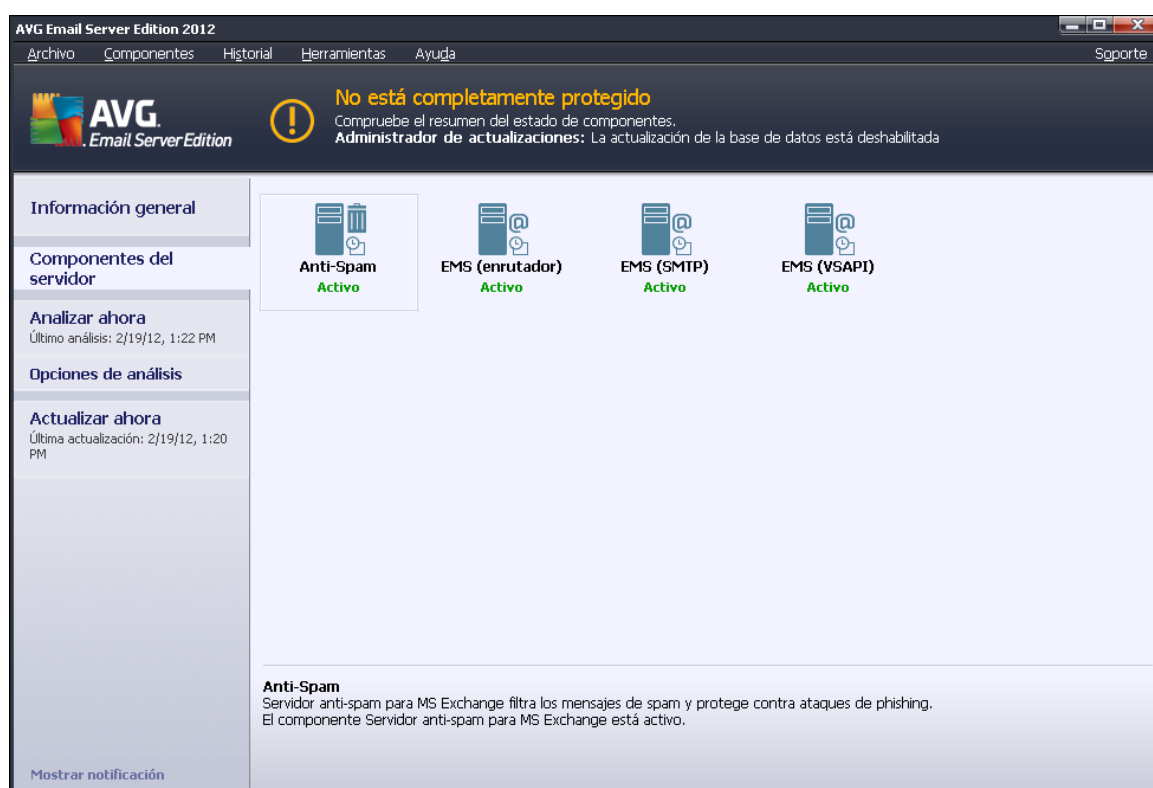 AVG Email Server Edition 2012
Archivo Componentes Historial Herramientas Ayuda Soporte
AVG.
Email Server Edition
No está completamente protegido
Compruebe el resumen del estado de componentes.
Administrador de actualizaciones: La actualización de la base de datos está deshabilitada
Información general
Componentes del
servidor
Analizar ahora
Último análisis: 2/19/12, 1:22 PM
Opciones de análisis
Actualizar ahora
Última actualización: 2/19/12, 1:20
PM
Mostrar notificación
Anti-Spam
Activo
EMS (enrutador)
Activo
EMS (SMTP)
Activo
EMS (VSAPI)
Activo
Anti-Spam
Servidor anti-spam para MS Exchange filtra los mensajes de spam y protege contra ataques de phishing.
El componente Servidor anti-spam para MS Exchange está activo.